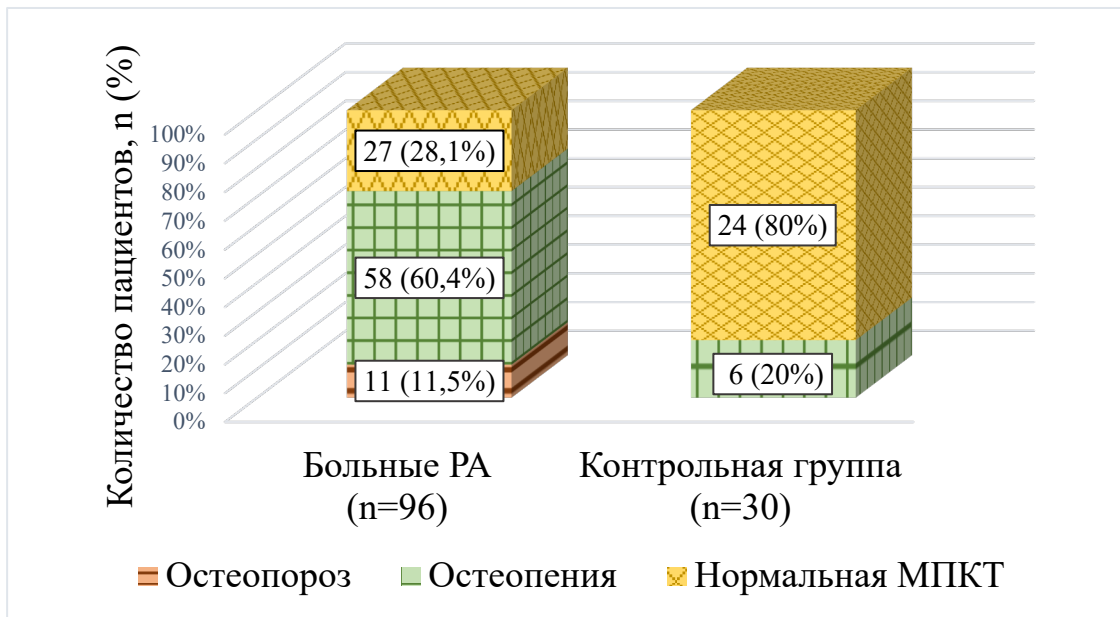 Количество пациентов, n (%)
100%
90%
80%
70%
60%
50%
40%
30%
20%
10%
0%
27 (28,1%)
58 (60,4%)
11 (11,5%)
24 (80%)
6 (20%)
Больные РА
(n=96)
Контрольная группа
(n=30)
Остеопороз
Остеопения
Нормальная МПКТ